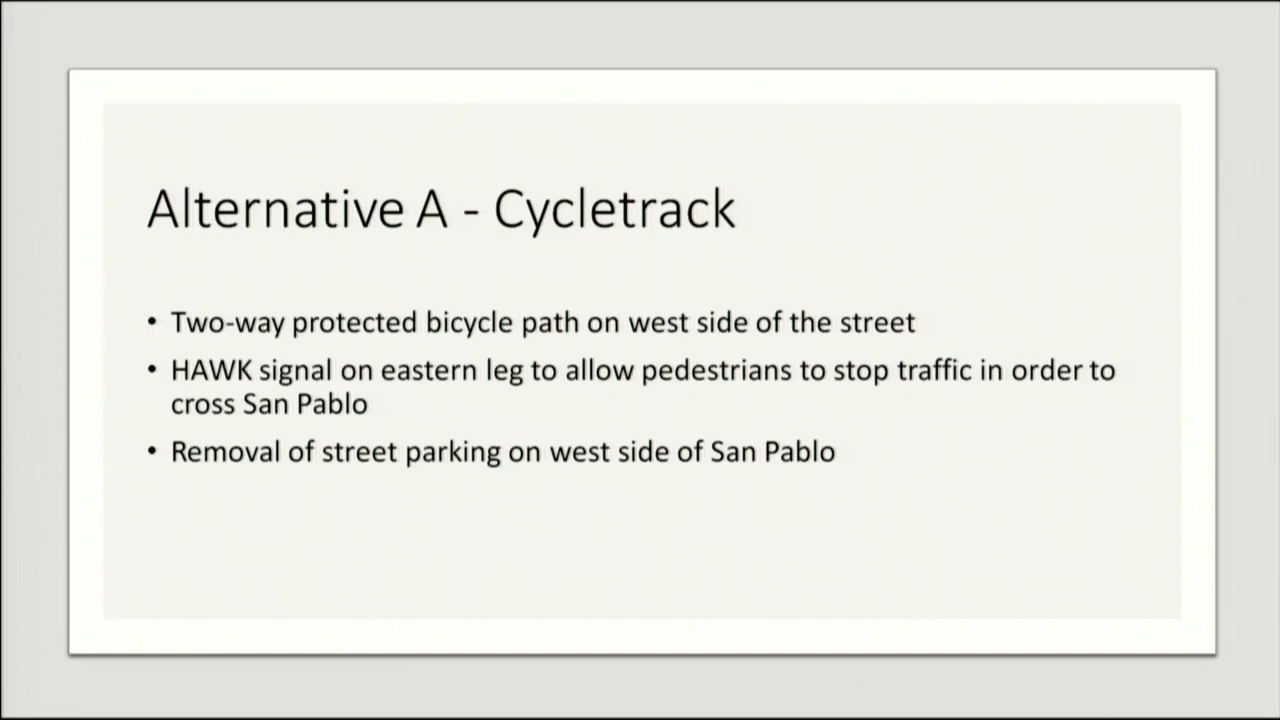 Alternative A - Cycletrack
• Two-way protected bicycle path on west side of the street
• HAWK signal on eastern leg to allow pedestrians to stop traffic in order to
cross San Pablo
• Removal of street parking on west side of San Pablo